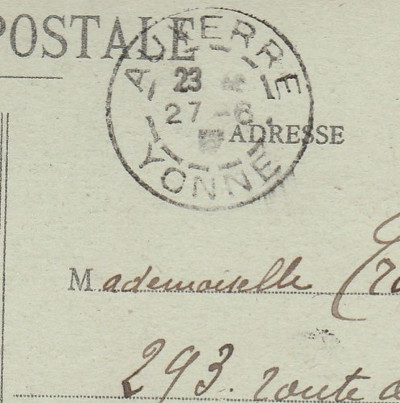 POSTALE
AUXERRE
23
27-6
YONNE
ADRESSE
Mademoiselle
293. route